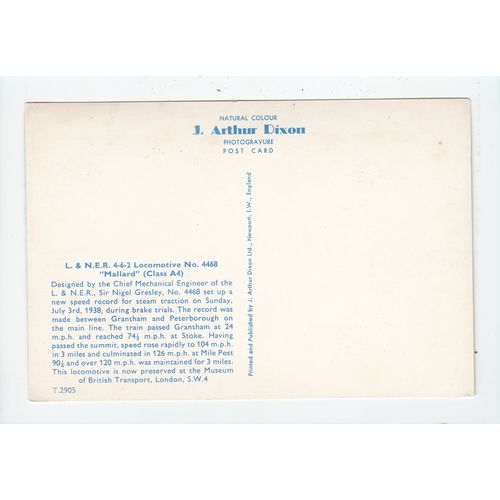 NATURAL COLOUR
J. Arthur Dixon
PHOTOGRAVURE
POST CARD
L. & N.E.R. 4-6-2 Locomotive No. 4468
"Mallard" (Class A4)
Designed by the Chief Mechanical Engineer of the
L. & N.E.R., Sir Nigel Gresley, No. 4468 set up a
new speed record for steam traction on Sunday,
July 3rd, 1938, during brake trials. The record was
made between Grantham and Peterborough on
the main line. The train passed Grantham at 24
m.p.h. and reached 74½ m.p.h. at Stoke. Having
passed the summit, speed rose rapidly to 104 m.p.h.
in 3 miles and culminated in 126 m.p.h. at Mile Post
90½ and over 120 m.p.h. was maintained for 3 miles.
This locomotive is now preserved at the Museum
of British Transport, London, S.W.4
T.2905
Printed and Published by J. Arthur Dixon Ltd., Newport, I.W., England